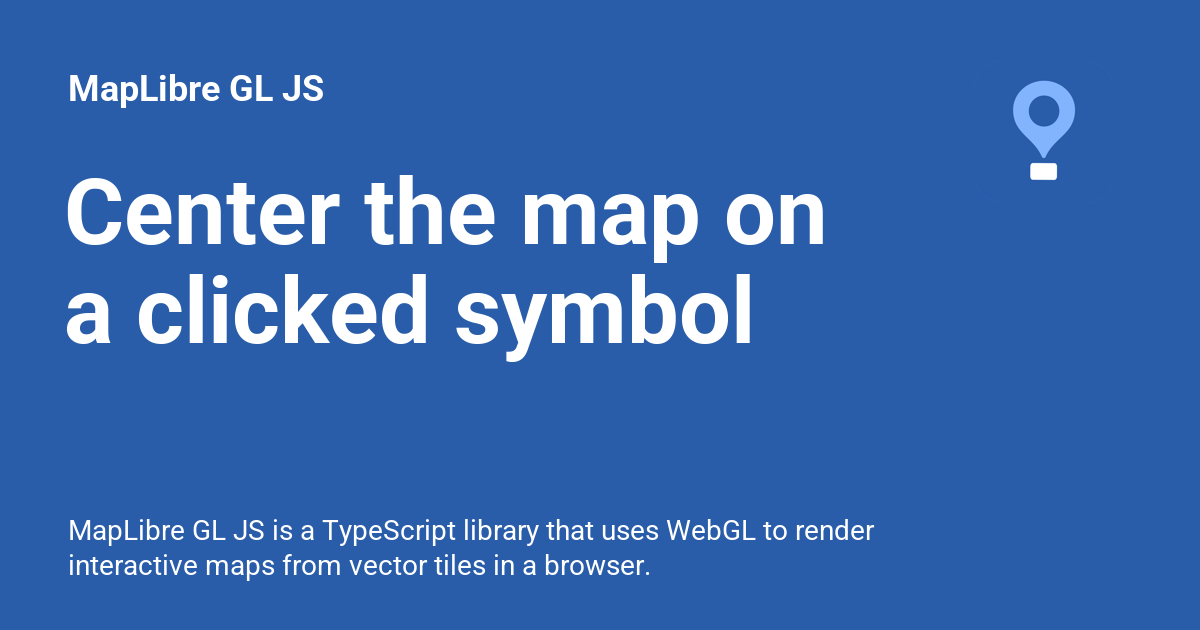 MapLibre GL JS
Center the map on
a clicked symbol
MapLibre GL JS is a TypeScript library that uses WebGL to render
interactive maps from vector tiles in a browser.